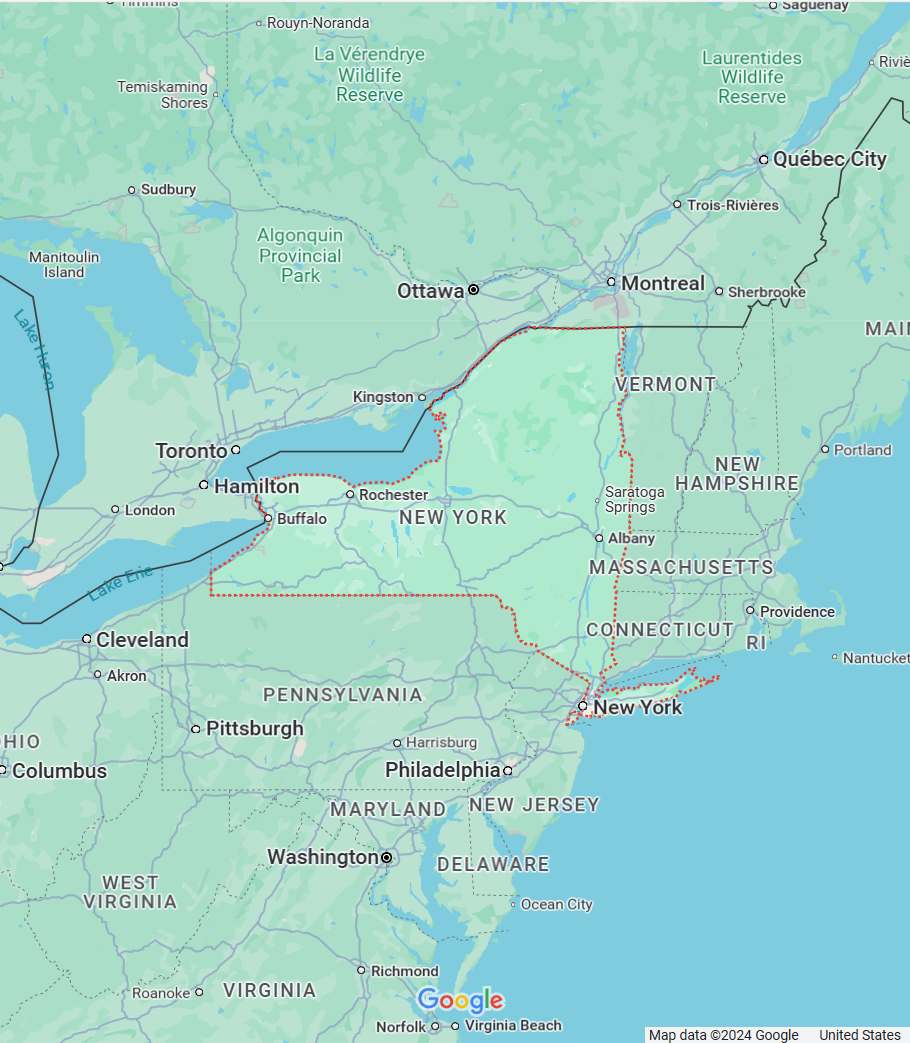 Timmins
Saguenay
Rouyn-Noranda
La Vérendrye
Wildlife
Reserve
Laurentides
Wildlife
Reserve
Riviè
Temiskaming
Shores
Québec City
Sudbury
Trois-Rivières
Algonquin
Provincial
Park
Manitoulin
Island
Ottawa
Montreal
Sherbrooke
Lake Huron
MAIN
VERMONT
Kingston
Toronto
Portland
NEW
HAMPSHIRE
Hamilton
Rochester
Saratoga
Springs
London
Buffalo
NEW YORK
Albany
MASSACHUSETTS
Lake Erie
Providence
CONNECTICUT
RI
Cleveland
Nantucket
Akron
PENNSYLVANIA
New York
Pittsburgh
HIO
Harrisburg
Columbus
Philadelphia
MARYLAND
NEW JERSEY
Washington
DELAWARE
WEST
VIRGINIA
Ocean City
Richmond
Roanoke
VIRGINIA
Google
Norfolk
Virginia Beach
Map data ©2024 Google United States